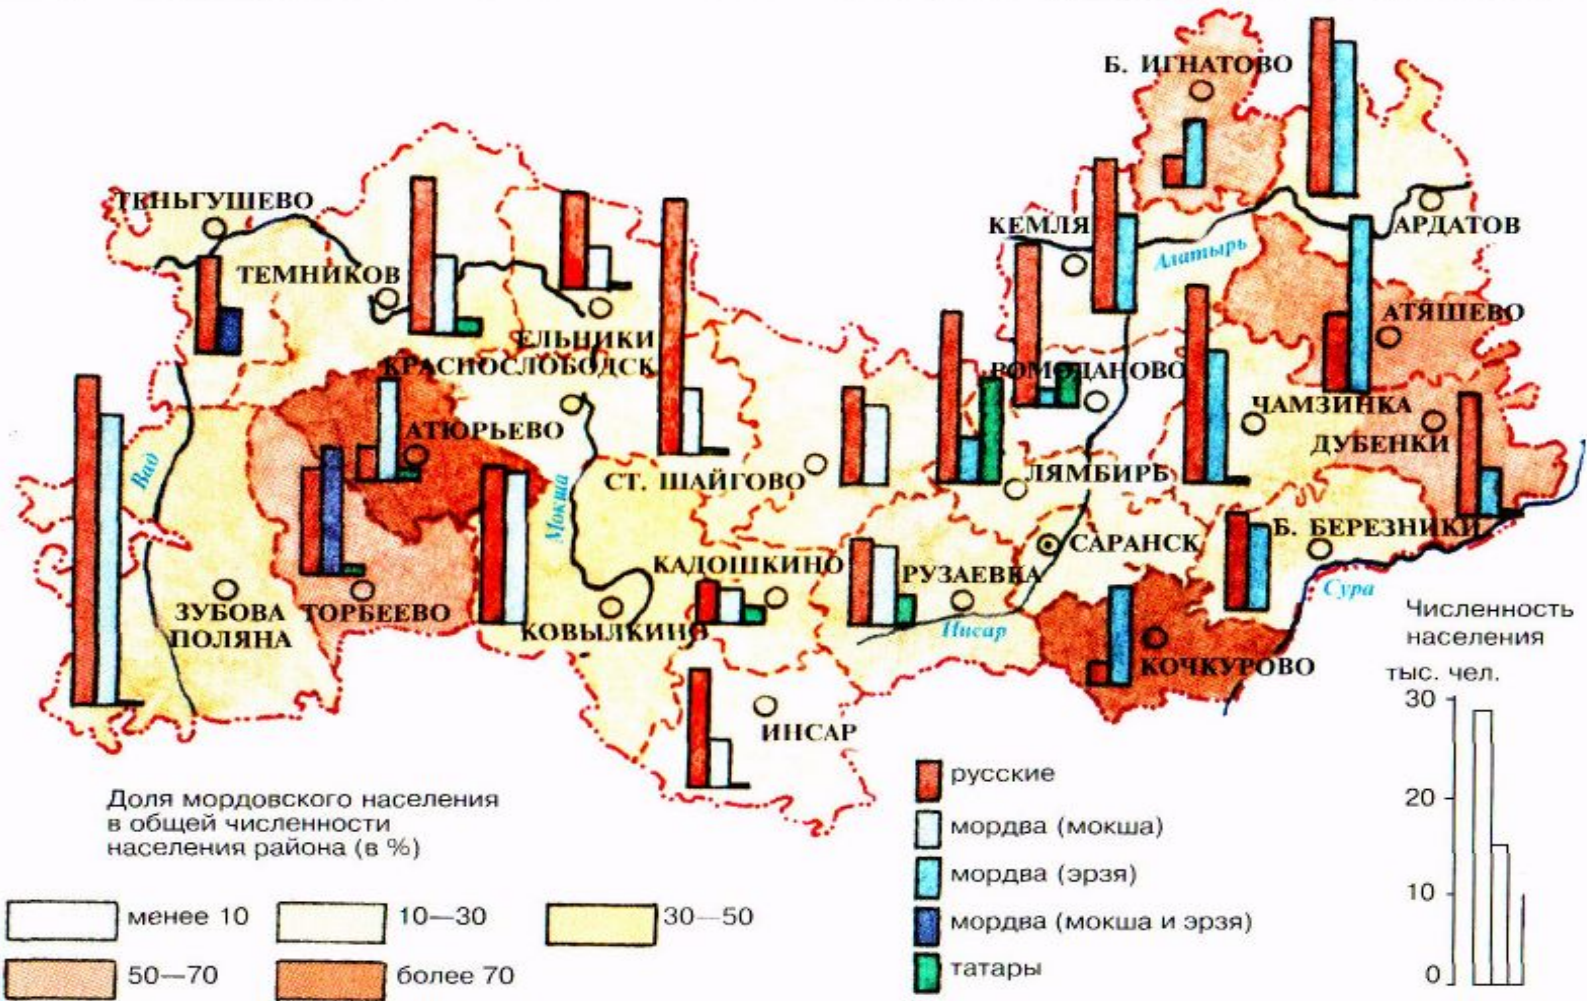 Б. ИГНАТОВО
ТЕНЬГУШЕВО
КЕМЛЯ
АРДАТОВ
Алатырь
ТЕМНИКОВ
АТЯШЕВО
ЕЛЬНИКИ
КРАСНОСЛОБОДСК
РОМОДАНОВО
ЧАМЗИНКА
АТЮРЬЕВО
ДУБЕНКИ
Вад
СТ. ШАЙГОВО
ЛЯМБИРЬ
Мокша
Б. БЕРЕЗНИКИ
САРАНСК
КАДОШКИНО
РУЗАЕВКА
Сура
ЗУБОВА
ПОЛЯНА
ТОРБЕЕВО
КОВЫЛКИНО
Инсар
КОЧКУРОВО
ИНСАР
Численность
населения
тыс. чел.
30
20
10
0
Доля мордовского населения
в общей численности
населения района (в %)
менее 10
10—30
30—50
50—70
более 70
русские
мордва (мокша)
мордва (эрзя)
мордва (мокша и эрзя)
татары